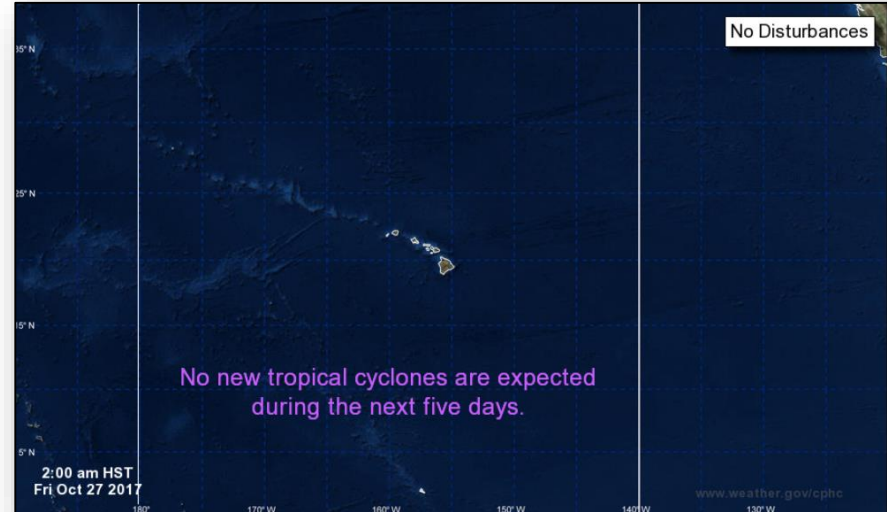 No Disturbances
35° N
25° N
15° N
No new tropical cyclones are expected
during the next five days.
5° N
2:00 am HST
Fri Oct 27 2017
www.weather.gov/cphc
180°
170° W
160° W
150° W
140° W
130° W